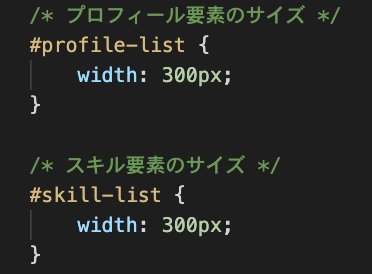 /* プロフィール要素のサイズ */
#profile-list {
    width: 300px;
}

/* スキル要素のサイズ */
#skill-list {
    width: 300px;
}